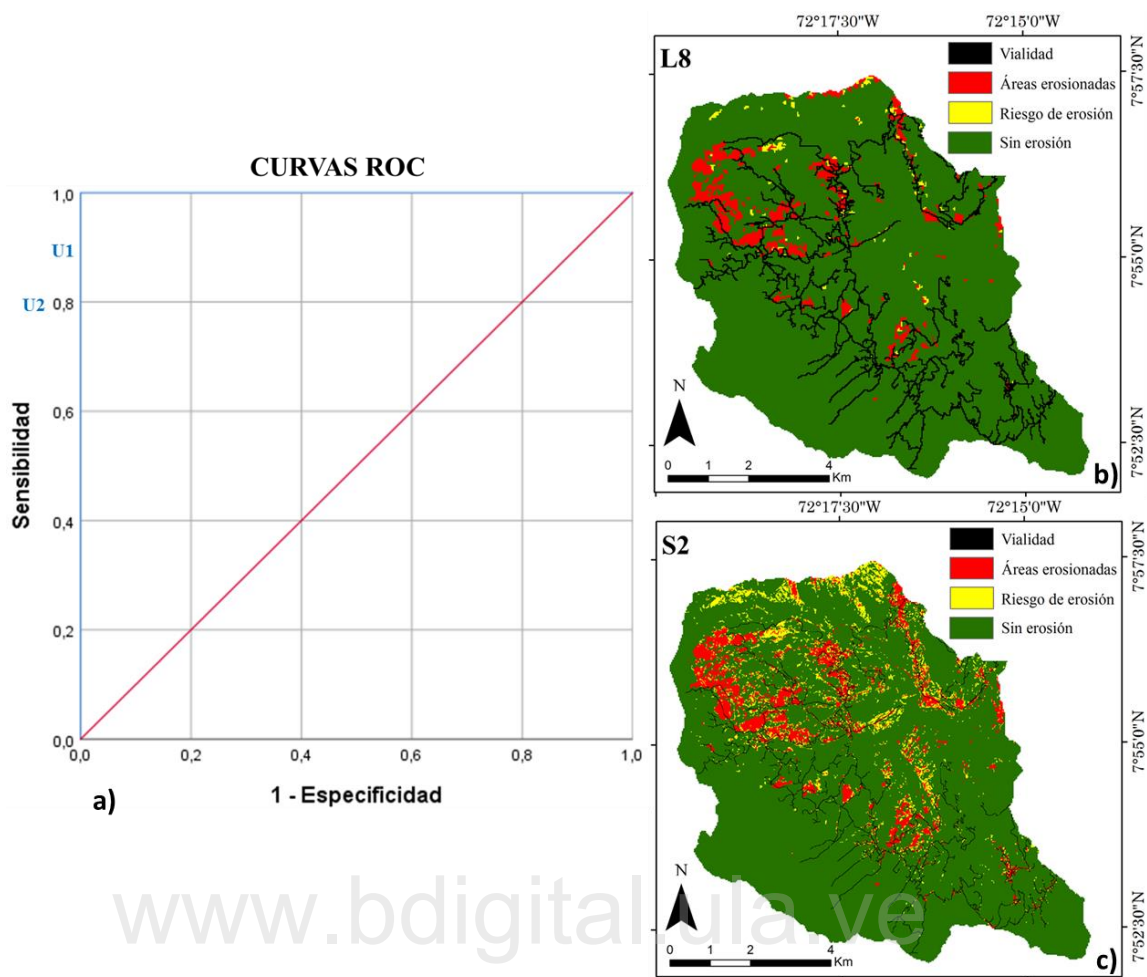 CURVAS ROC
1,0
U1
U2
0,8
0,6
0,4
0,2
0,0
Sensibilidad
0,0
0,2
0,4
0,6
0,8
1,0
1 - Especificidad
a)
72°17'30"W
72°15'0"W
L8
Vialidad
Áreas erosionadas
Riesgo de erosión
Sin erosión
7°57'30"N
7°55'0"N
7°52'30"N
N
0 1 2 4
Km
b)
72°17'30"W
72°15'0"W
S2
Vialidad
Áreas erosionadas
Riesgo de erosión
Sin erosión
7°57'30"N
7°55'0"N
7°52'30"N
N
0 1 2 4
Km
c)
www.bdigital.ula.ve